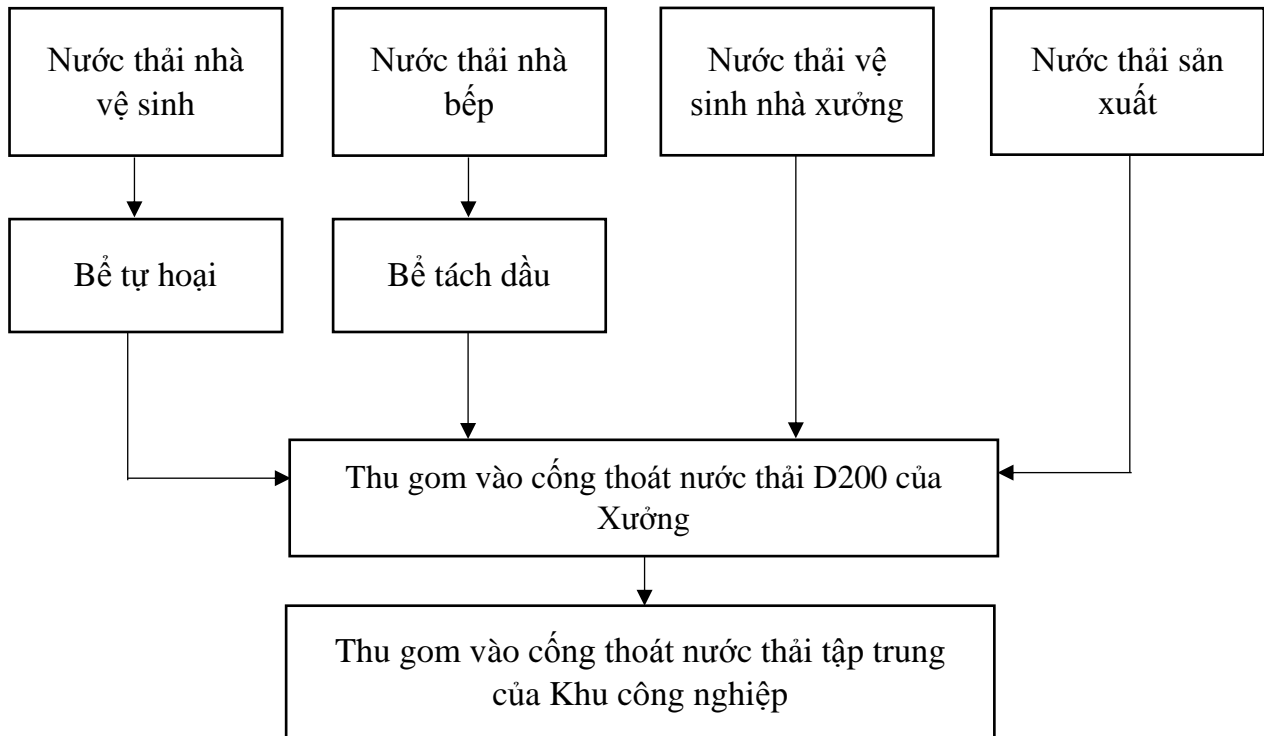 Nước thải nhà
vệ sinh
Nước thải nhà
bếp
Nước thải vệ
sinh nhà xưởng
Nước thải sản
xuất
Bể tự hoại
Bể tách dầu
Thu gom vào cống thoát nước thải D200 của
Xưởng
Thu gom vào cống thoát nước thải tập trung
của Khu công nghiệp